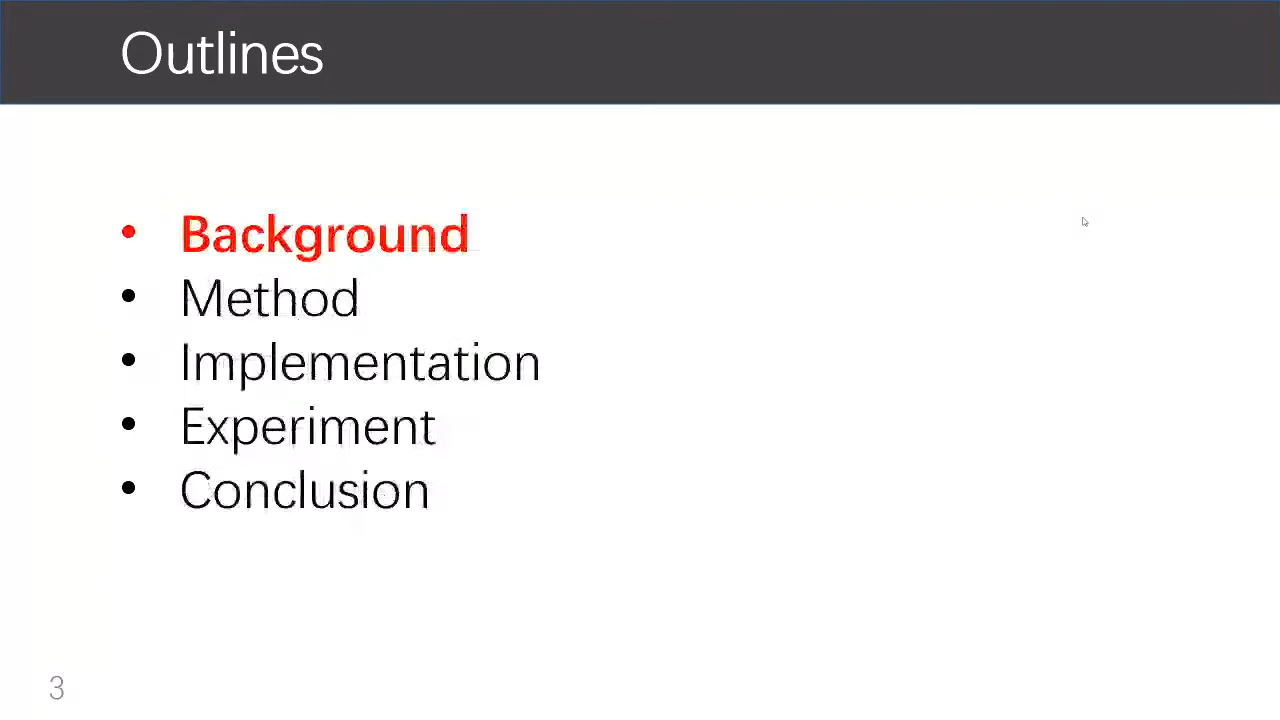 Outlines
• Background
• Method
• Implementation
• Experiment
• Conclusion
3